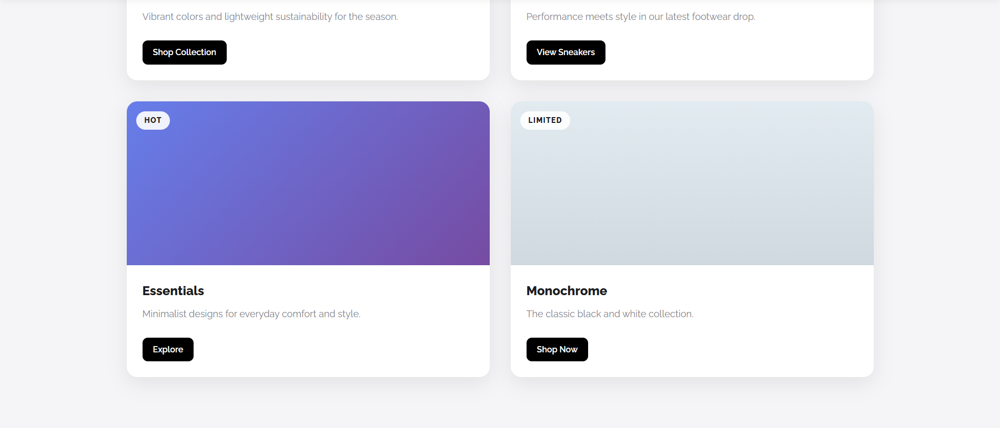 Vibrant colors and lightweight sustainability for the season.
Shop Collection
Performance meets style in our latest footwear drop.
View Sneakers
HOT
Essentials
Minimalist designs for everyday comfort and style.
Explore
LIMITED
Monochrome
The classic black and white collection.
Shop Now